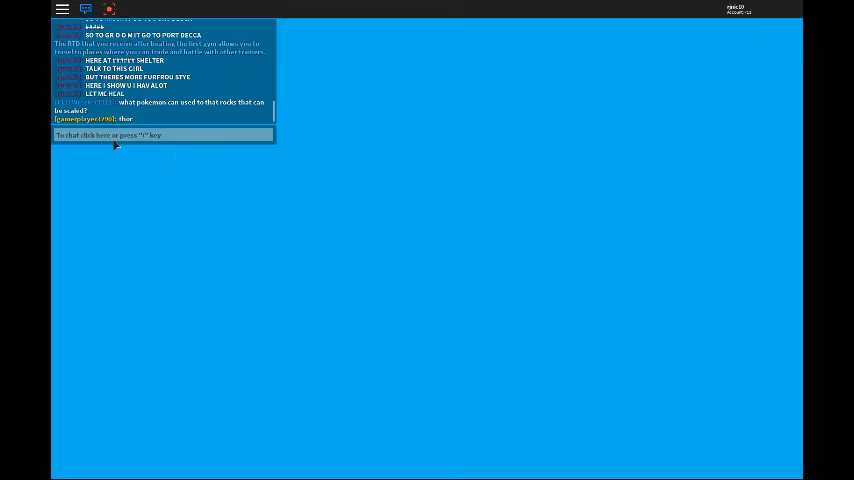 rjnic10
Account: <13
#####
SO TO GR O O M IT GO TO PORT DECCA
The RTD that you receive after beating the first gym allows you to
travel to places where you can trade and battle with other trainers.
HERE AT ###### SHELTER
TALK TO THIS GIRL
BUT THERES MORE FURFROU STYE
HERE I SHOW U I HAV ALOT
LET ME HEAL
what pokemon can used to that rocks that can
be scaled?
thor
To chat click here or press "/" key